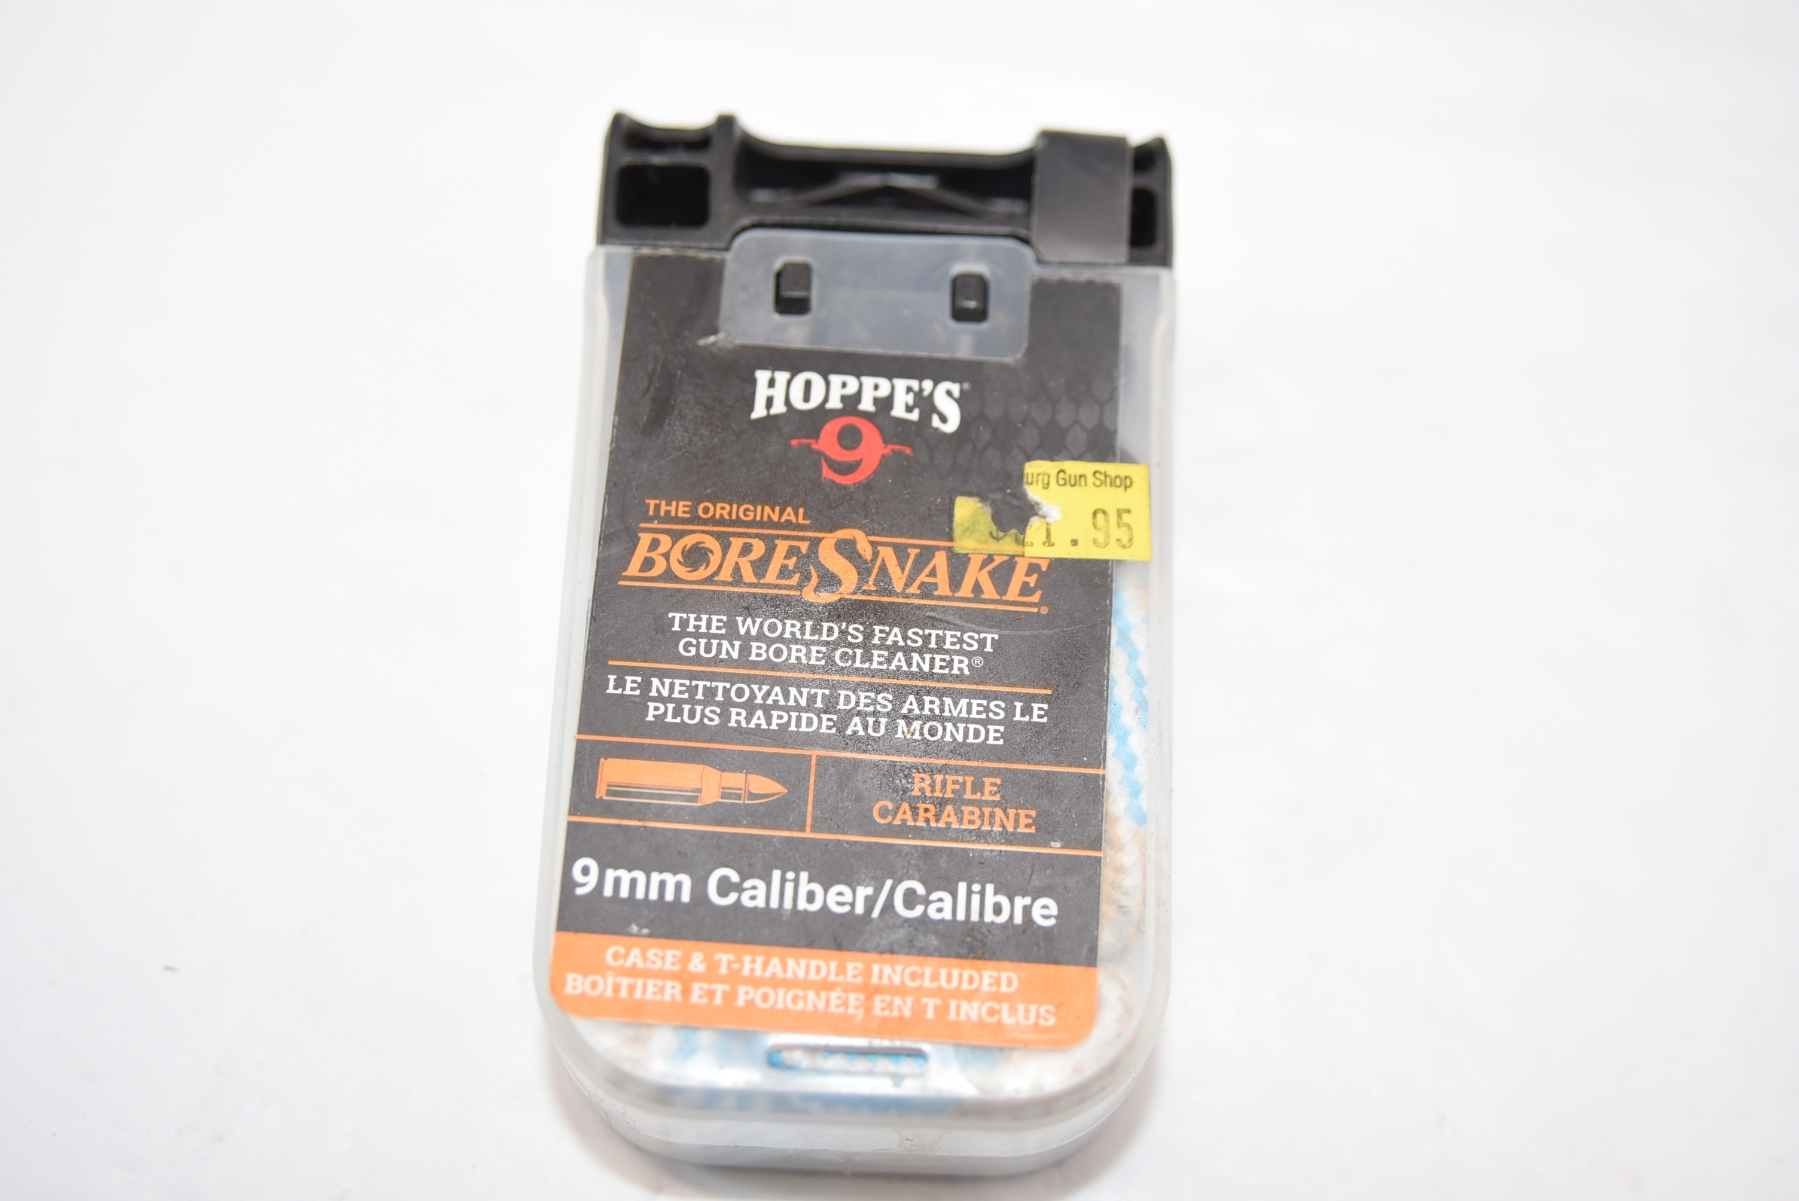 HOPPE'S
9
Gun Shop
.95
THE ORIGINAL
BORESNAKE®
THE WORLD'S FASTEST
GUN BORE CLEANER®
LE NETTOYANT DES ARMES LE
PLUS RAPIDE AU MONDE
RIFLE
CARABINE
9mm Caliber/Calibre
CASE & T-HANDLE INCLUDED
BOÎTIER ET POIGNÉE EN T INCLUS